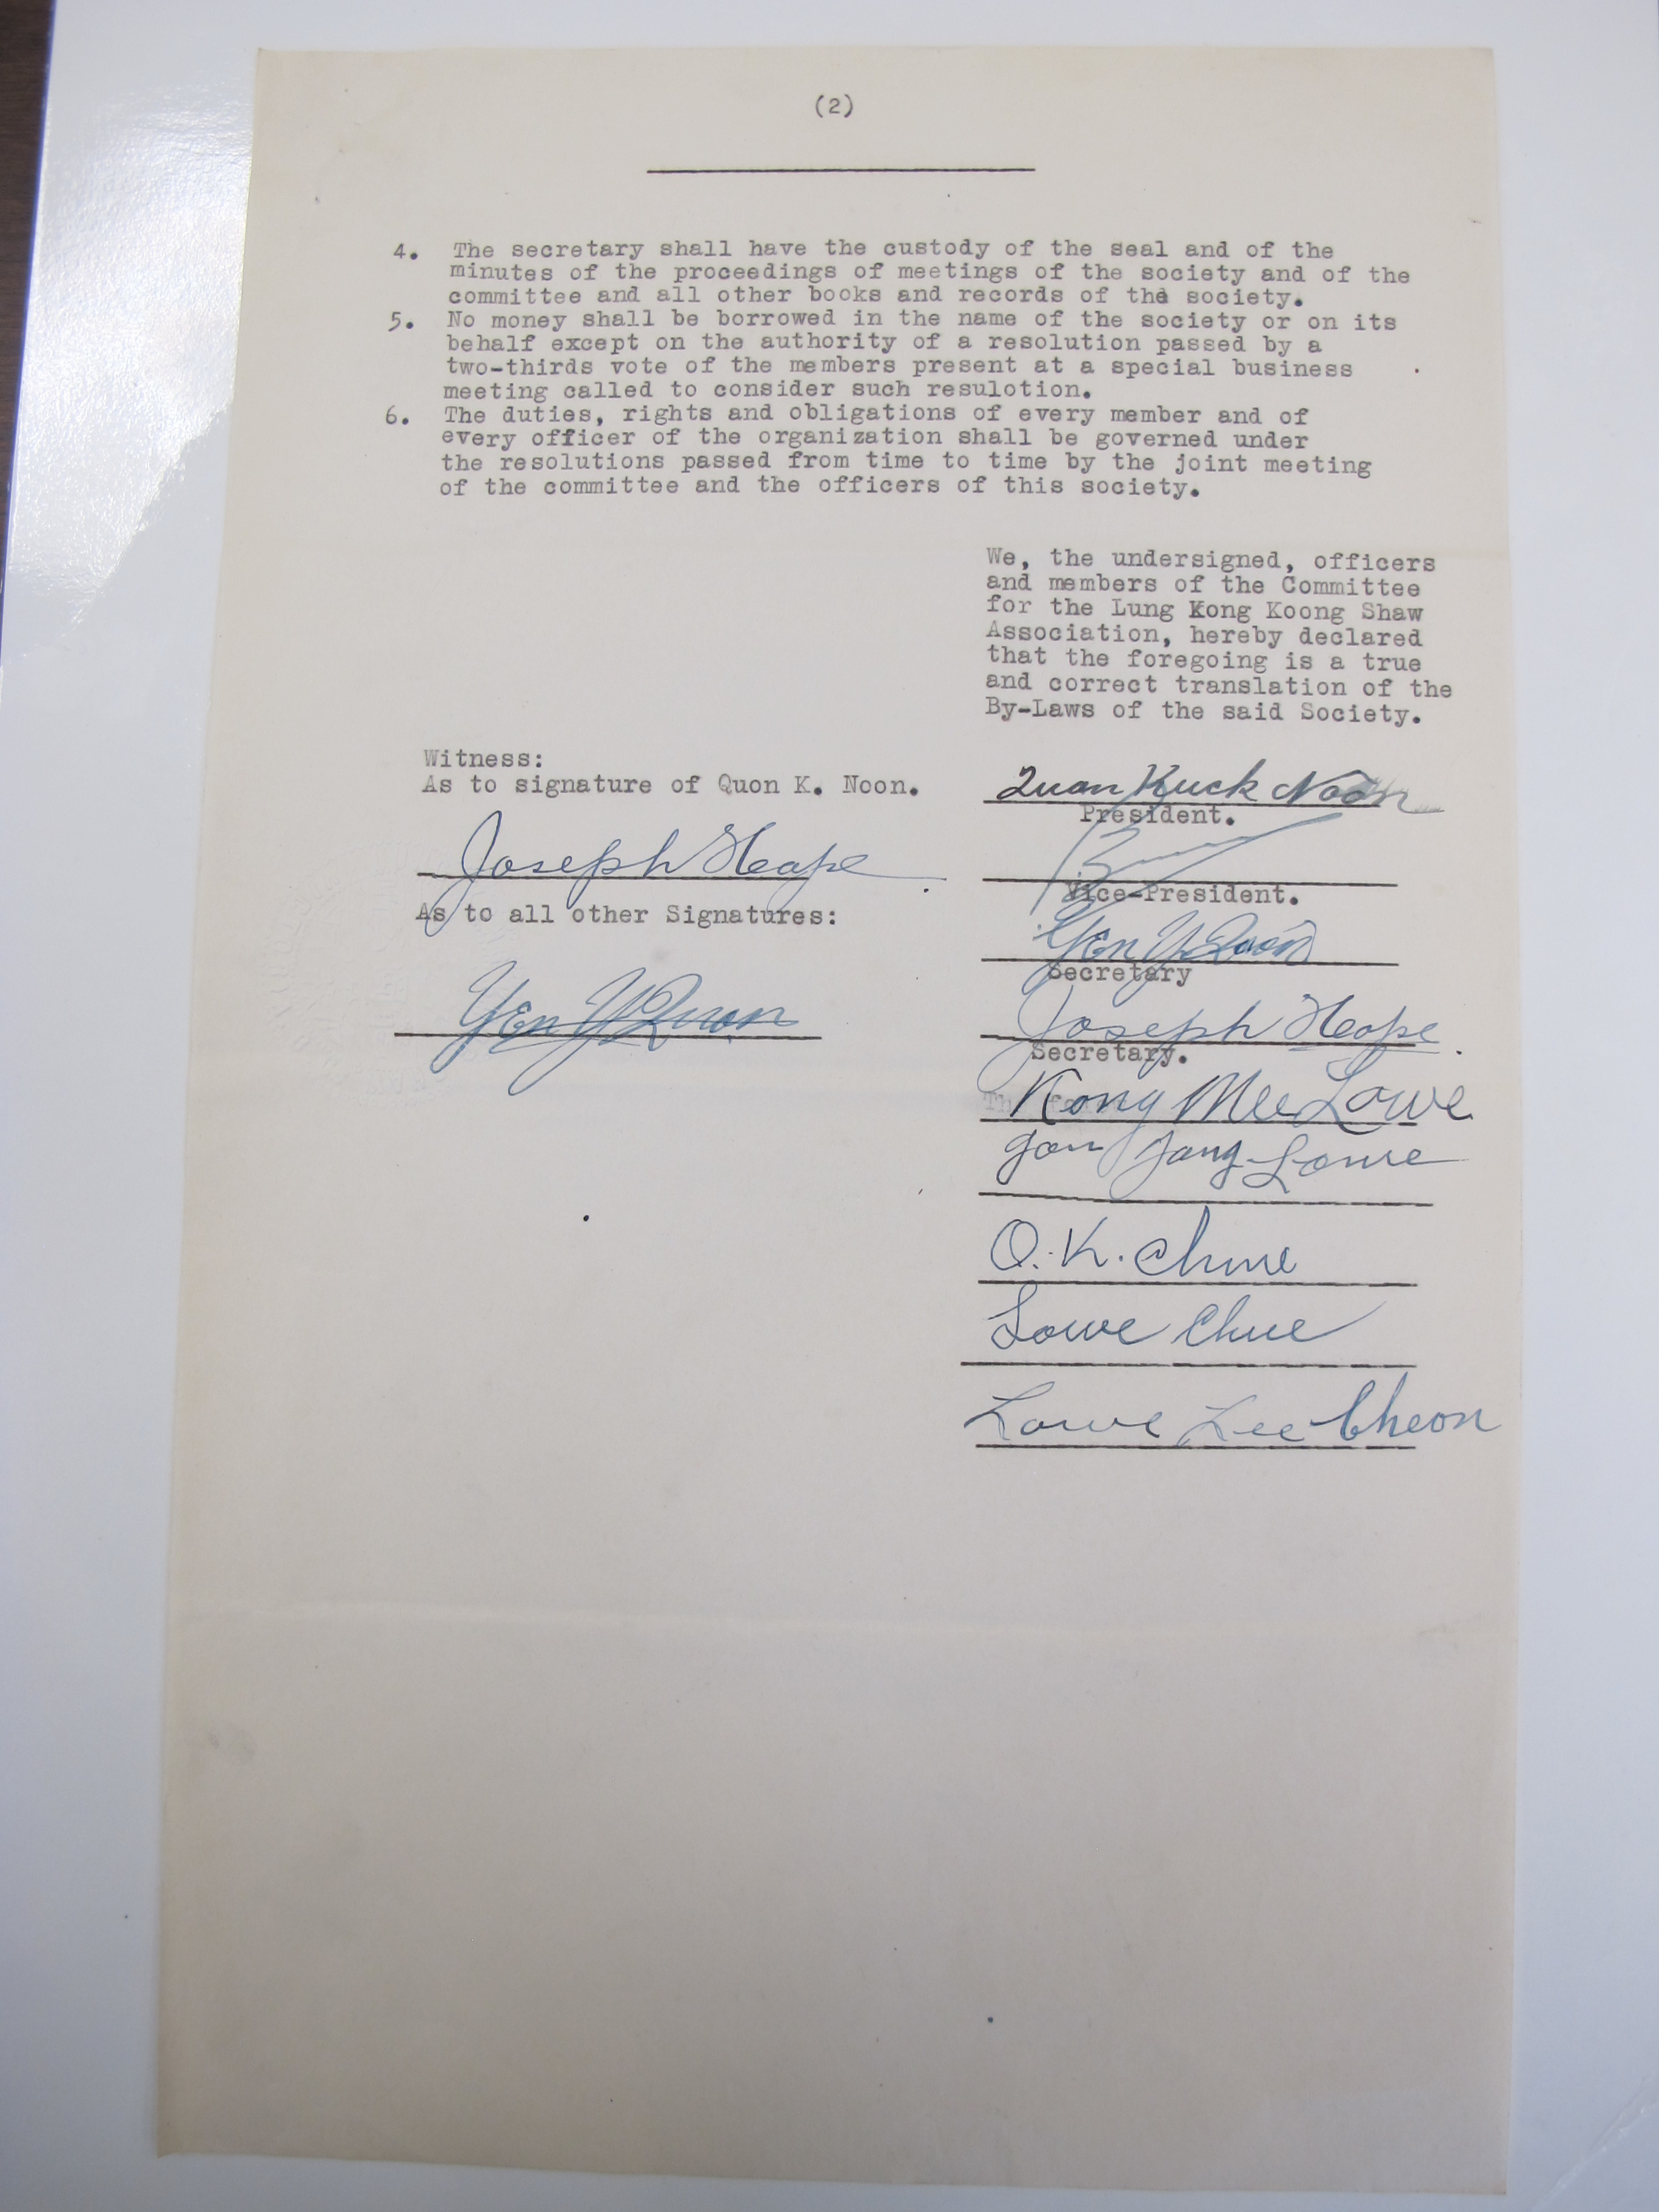 (2)
4. The secretary shall have the custody of the seal and of the
minutes of the proceedings of meetings of the society and of the
committee and all other books and records of the society.
5. No money shall be borrowed in the name of the society or on its
behalf except on the authority of a resolution passed by a
two-thirds vote of the members present at a special business
meeting called to consider such resulotion.
6. The duties, rights and obligations of every member and of
every officer of the organization shall be governed under
the resolutions passed from time to time by the joint meeting
of the committee and the officers of this society.
We, the undersigned, officers
and members of the Committee
for the Lung Kong Koong Shaw
Association, hereby declared
that the foregoing is a true
and correct translation of the
By-Laws of the said Society.
Witness:
As to signature of Quon K. Noon.
Joseph Heape
As to all other Signatures:
Yen Y Quon
Quan Kuck Noon
President.
Vice-President.
Yen Y Quon
Secretary
Joseph Heape
Secretary.
Kong Mee Lowe
Jang Lowe
O. K.
Lowe Chue
Lowe Lee Cheon